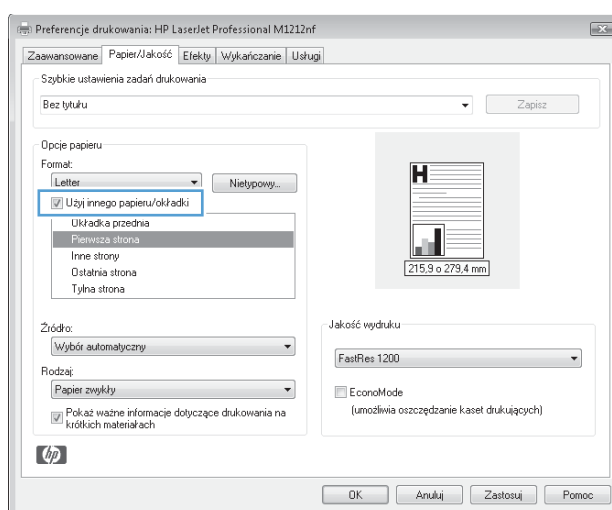 Preferencje drukowania: HP LaserJet Professional M1212nf
Zaawansowane Papier/Jakość Efekty Wykańczanie Usługi
Szybkie ustawienia zadań drukowania
Bez tytułu
Zapisz
Opcje papieru
Format:
Letter
Nietypowy...
Użyj innego papieru/okładki
Okładka przednia
Pierwsza strona
Inne strony
Ostatnia strona
Tylna strona
H
215,9 o 279,4 mm
Źródło:
Wybór automatyczny
Rodzaj:
Papier zwykły
Pokaż ważne informacje dotyczące drukowania na
krótkich materiałach
Jakość wydruku
FastRes 1200
EconoMode
(umożliwia oszczędzanie kaset drukujących)
hp
OK Anuluj Zastosuj Pomoc